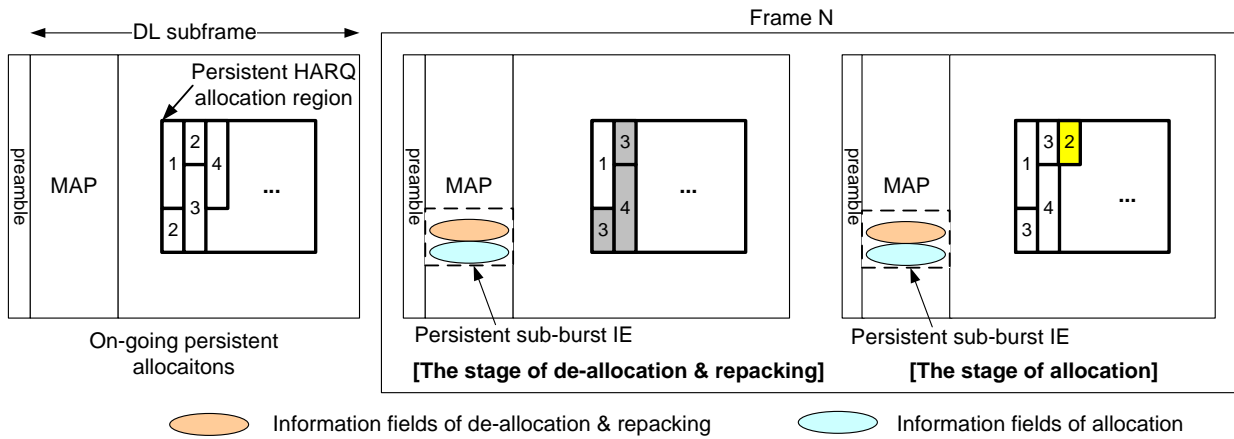 Frame N
DL subframe
preamble
MAP
Persistent HARQ
allocation region
1
2
2
3
4
...
On-going persistent
allocaitons
preamble
MAP
1
3
3
4
...
Persistent sub-burst IE
[The stage of de-allocation & repacking]
preamble
MAP
1
3
3
4
2
...
Persistent sub-burst IE
[The stage of allocation]
Information fields of de-allocation & repacking
Information fields of allocation